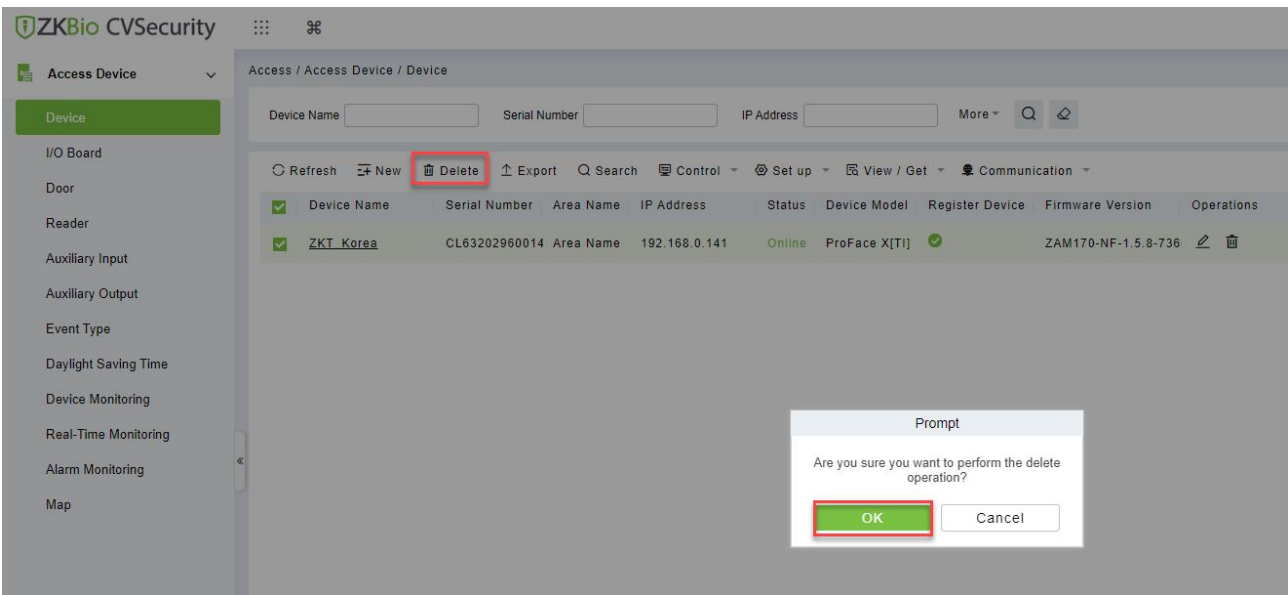 ZKBio CVSecurity
Access Device
Access / Access Device / Device
Device
Device Name Serial Number IP Address More
I/O Board
Refresh New Delete Export Search Control Set up View / Get Communication
Door
Device Name Serial Number Area Name IP Address Status Device Model Register Device Firmware Version Operations
Reader
ZKT Korea CL63202960014 Area Name 192.168.0.141 Online ProFace X[TI] ZAM170-NF-1.5.8-736
Auxiliary Input
Auxiliary Output
Event Type
Daylight Saving Time
Device Monitoring
Real-Time Monitoring
Alarm Monitoring
Map
Prompt
Are you sure you want to perform the delete
operation?
OK Cancel